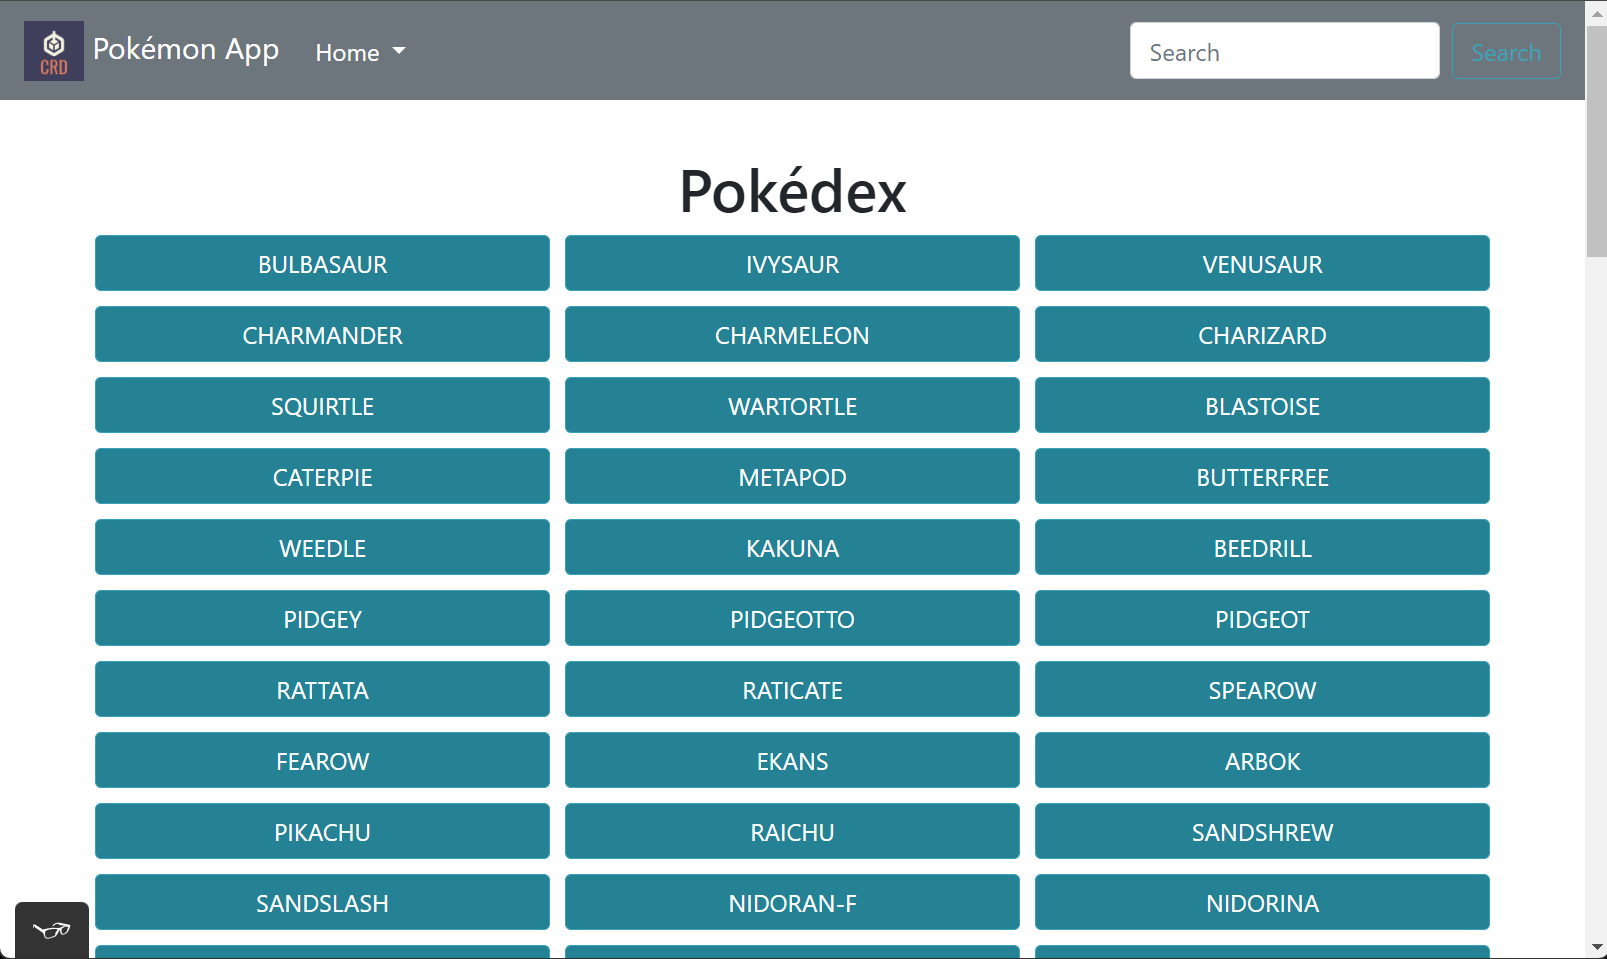 CRD
Pokémon App
Home
Search
Search
Pokédex
BULBASAUR
IVYSAUR
VENUSAUR
CHARMANDER
CHARMELEON
CHARIZARD
SQUIRTLE
WARTORTLE
BLASTOISE
CATERPIE
METAPOD
BUTTERFREE
WEEDLE
KAKUNA
BEEDRILL
PIDGEY
PIDGEOTTO
PIDGEOT
RATTATA
RATICATE
SPEAROW
FEAROW
EKANS
ARBOK
PIKACHU
RAICHU
SANDSHREW
SANDSLASH
NIDORAN-F
NIDORINA